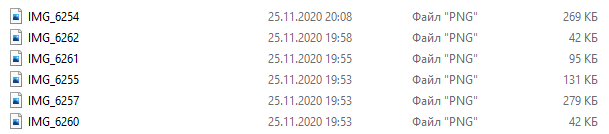 IMG_6254 25.11.2020 20:08 Файл "PNG" 269 КБ
IMG_6262 25.11.2020 19:58 Файл "PNG" 42 КБ
IMG_6261 25.11.2020 19:55 Файл "PNG" 95 КБ
IMG_6255 25.11.2020 19:53 Файл "PNG" 131 КБ
IMG_6257 25.11.2020 19:53 Файл "PNG" 279 КБ
IMG_6260 25.11.2020 19:53 Файл "PNG" 42 КБ